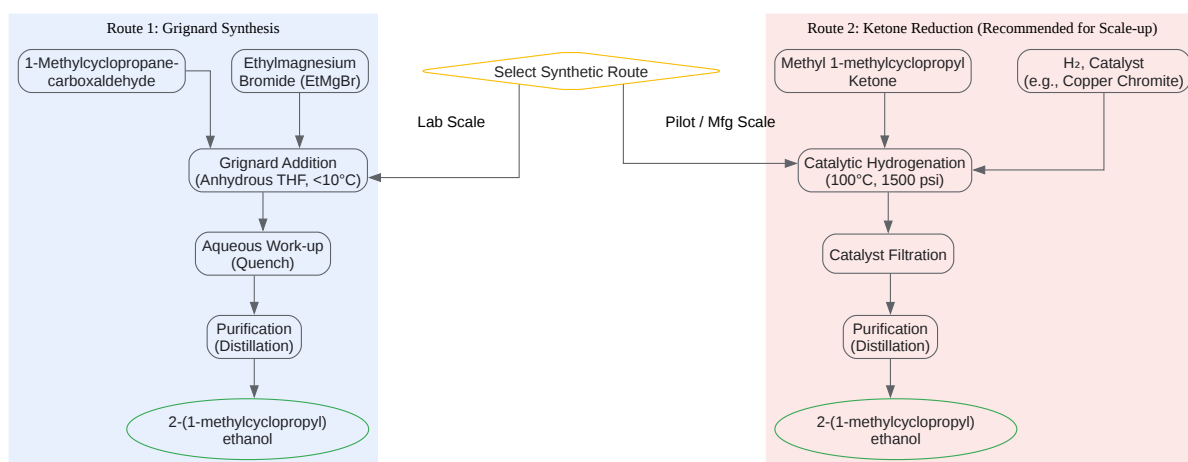 Route 1: Grignard Synthesis
1-Methylcyclopropane-
carboxaldehyde
Ethylmagnesium
Bromide (EtMgBr)
Grignard Addition
(Anhydrous THF, <10°C)
Aqueous Work-up
(Quench)
Purification
(Distillation)
2-(1-methylcyclopropyl)
ethanol
Select Synthetic Route
Lab Scale
Pilot / Mfg Scale
Route 2: Ketone Reduction (Recommended for Scale-up)
Methyl 1-methylcyclopropyl
Ketone
H₂, Catalyst
(e.g., Copper Chromite)
Catalytic Hydrogenation
(100°C, 1500 psi)
Catalyst Filtration
Purification
(Distillation)
2-(1-methylcyclopropyl)
ethanol